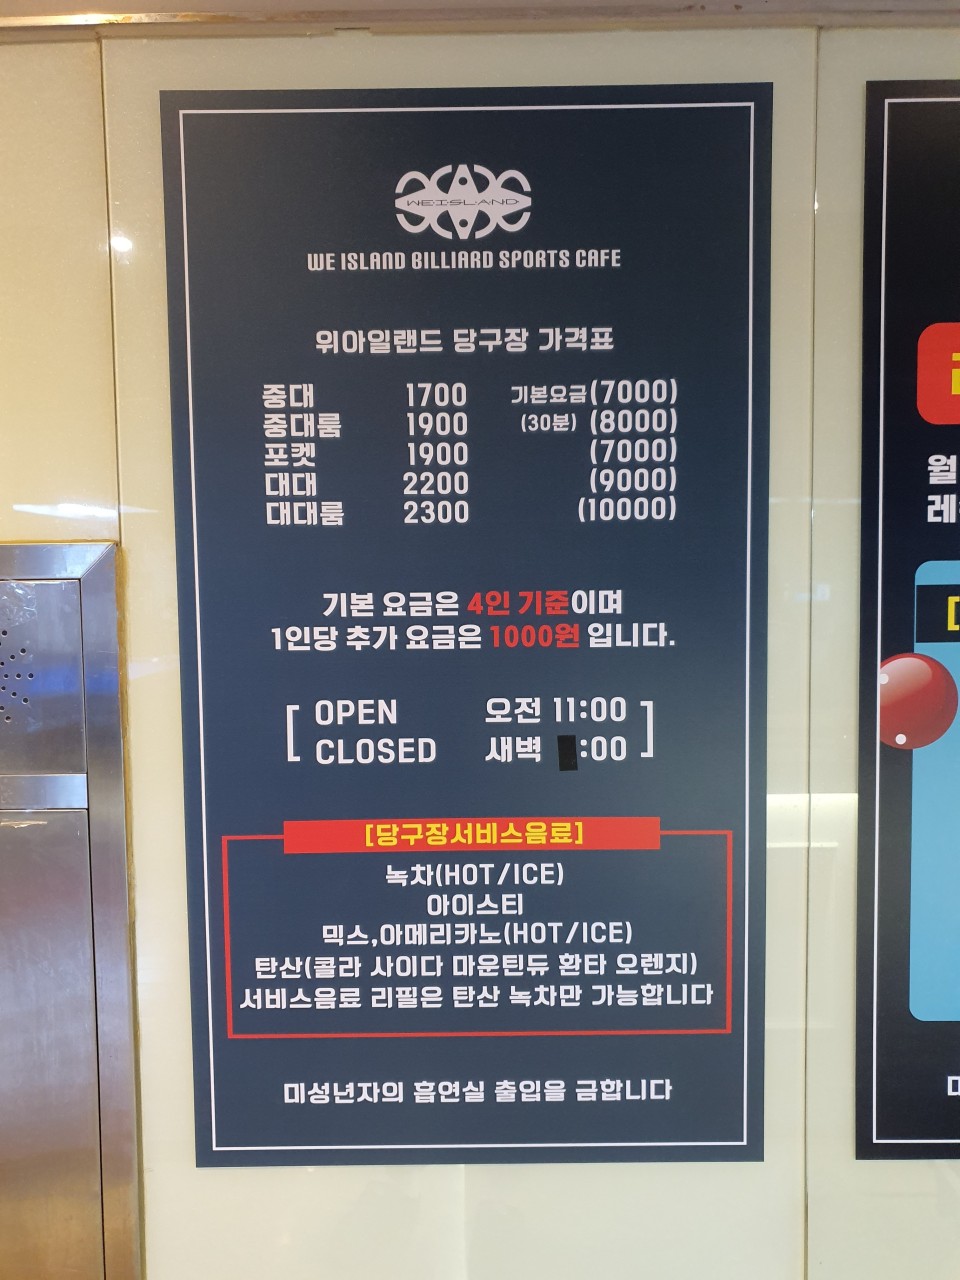 WE ISLAND
WE ISLAND BILLIARD SPORTS CAFE
위아일랜드 당구장 가격표
중대 1700 기본요금(7000)
중대룸 1900 (30분) (8000)
포켓 1900 (7000)
대대 2200 (9000)
대대룸 2300 (10000)
기본 요금은 4인 기준이며
1인당 추가 요금은 1000원 입니다.
[OPEN 오전 11:00
CLOSED 새벽 :00]
[당구장서비스음료]
녹차(HOT/ICE)
아이스티
믹스,아메리카노(HOT/ICE)
탄산(콜라 사이다 마운틴듀 환타 오렌지)
서비스음료 리필은 탄산 녹차만 가능합니다
미성년자의 흡연실 출입을 금합니다
월
레